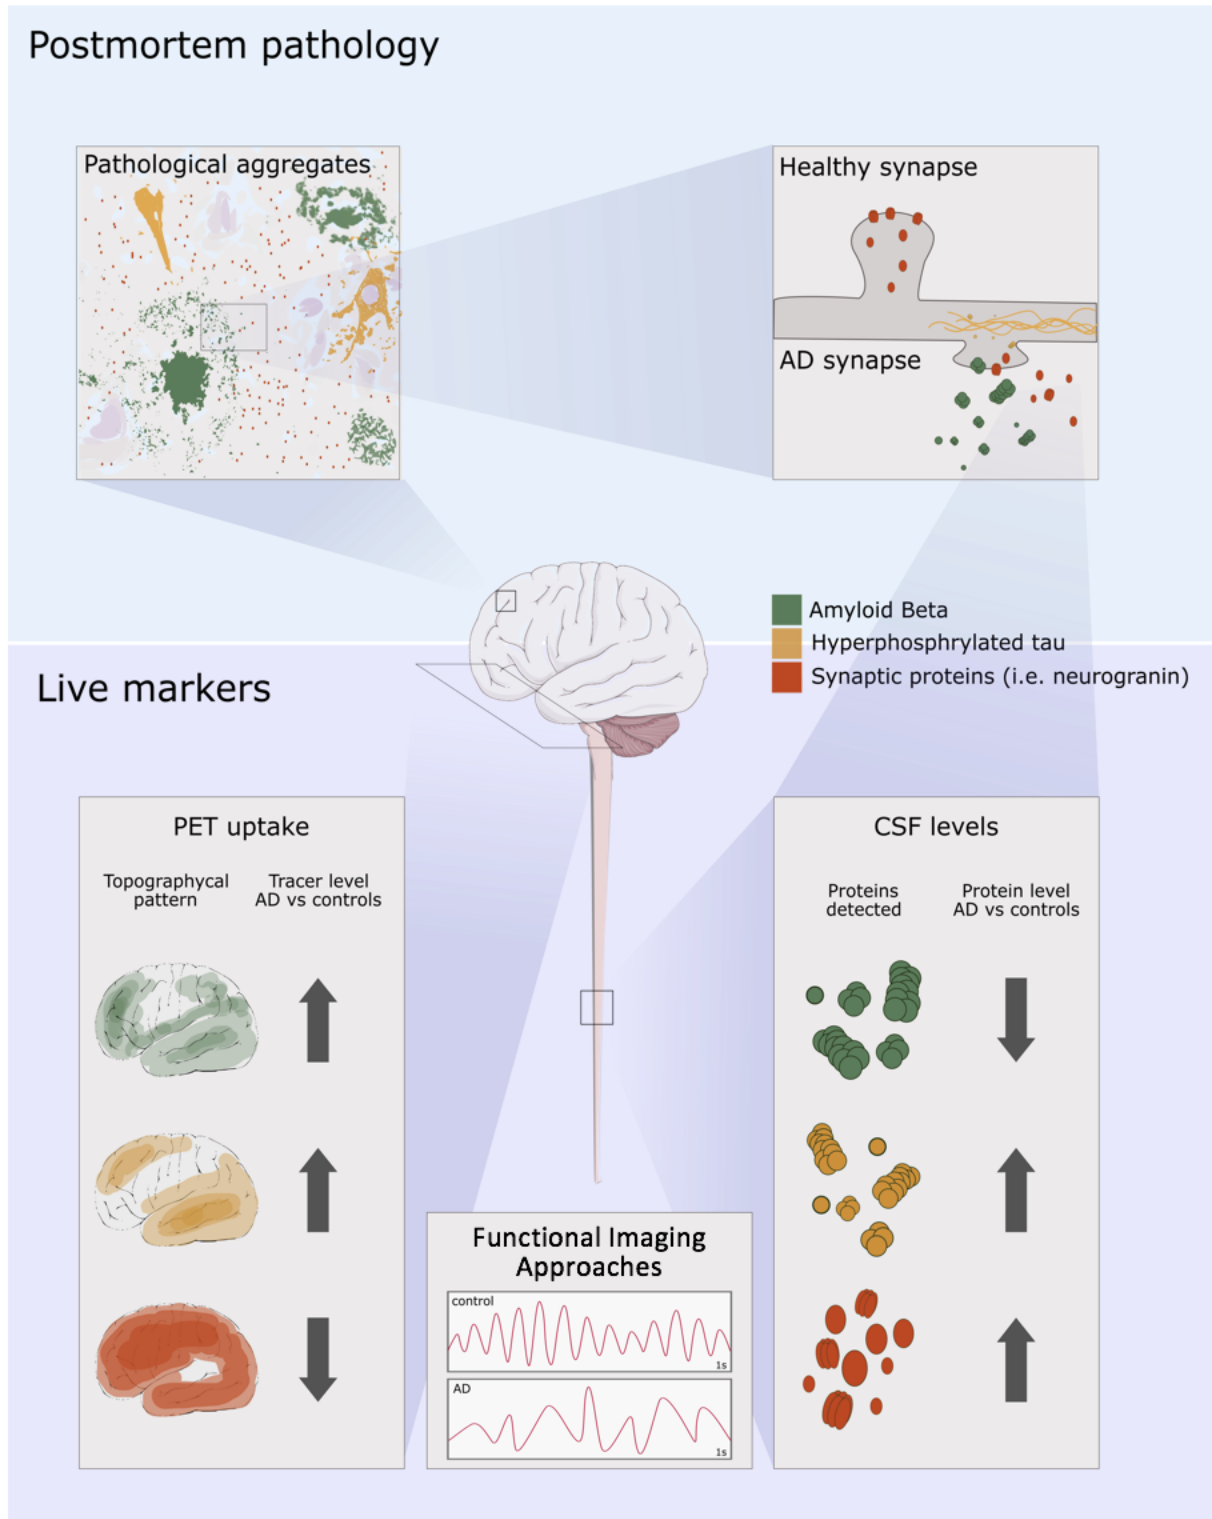 Postmortem pathology
Pathological aggregates
Healthy synapse
AD synapse
Amyloid Beta
Hyperphosphrylated tau
Synaptic proteins (i.e. neurogranin)
Live markers
PET uptake
Topographycal
pattern
Tracer level
AD vs controls
CSF levels
Proteins
detected
Protein level
AD vs controls
Functional Imaging
Approaches
control
1s
AD
1s